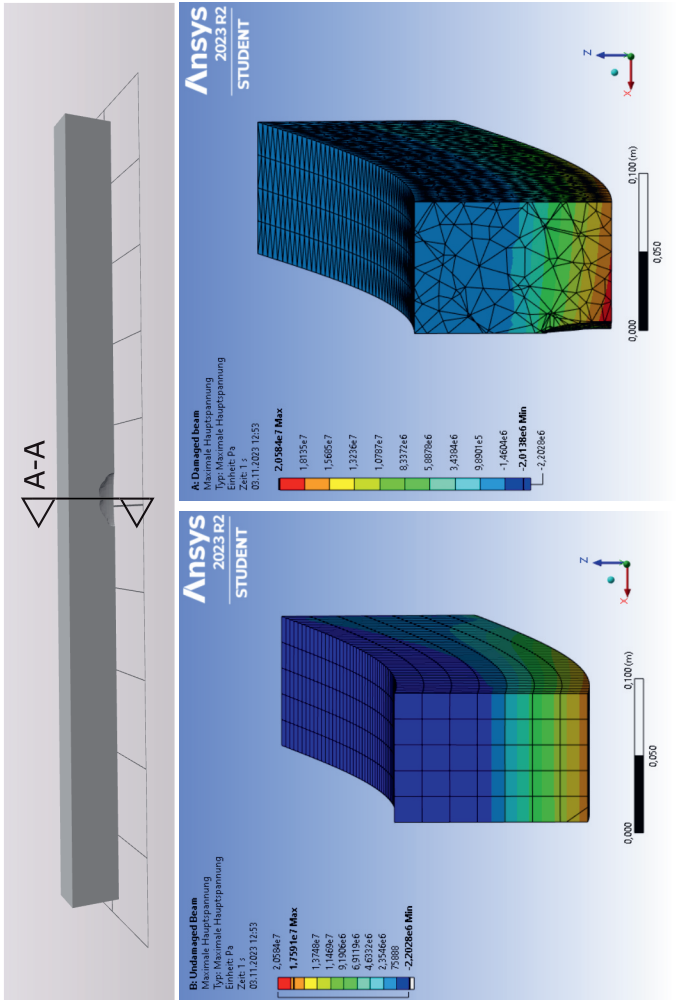 A-A
Ansys
2023 R2
STUDENT
A: Damaged beam
Maximale Hauptspannung
Typ: Maximale Hauptspannung
Einheit: Pa
Zeit: 1 s
03.11.2023 12:53
2,0584e7 Max
1,8135e7
1,5685e7
1,3236e7
1,0787e7
8,3372e6
5,8878e6
3,4384e6
9,8901e5
-1,4604e6
-2,0138e6 Min
-2,2028e6
Z
X
0,000
0,050
0,100 (m)
Ansys
2023 R2
STUDENT
B: Undamaged Beam
Maximale Hauptspannung
Typ: Maximale Hauptspannung
Einheit: Pa
Zeit: 1 s
03.11.2023 12:53
2,0584e7
1,7591e7 Max
1,3748e7
1,1469e7
9,1906e6
6,9119e6
4,6332e6
2,3546e6
75888
-2,2028e6 Min
Z
X
0,000
0,050
0,100 (m)